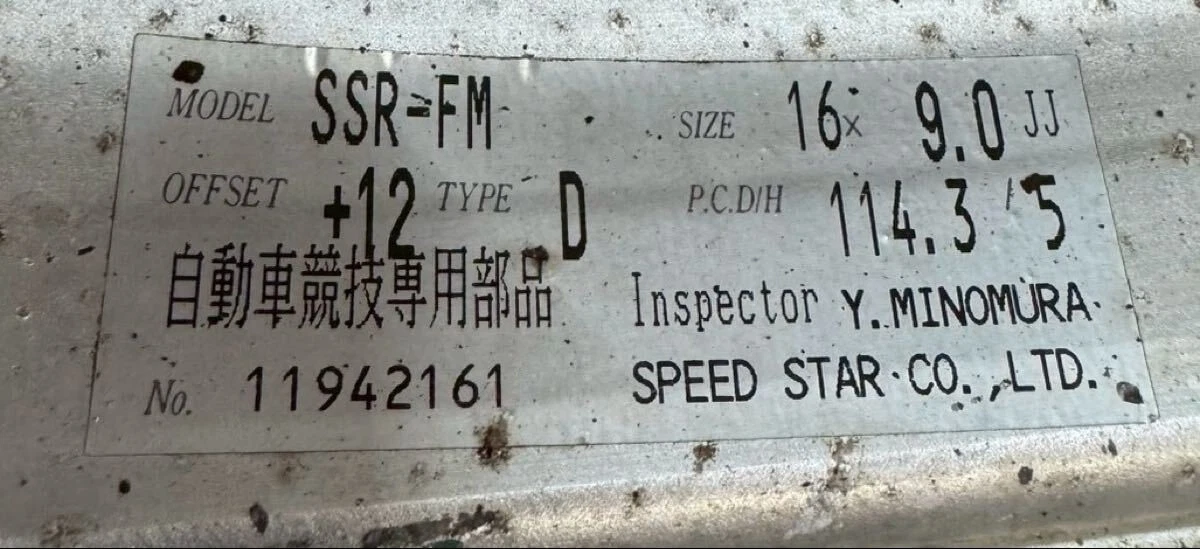 MODEL SSR-FM SIZE 16x 9.0 JJ
OFFSET +12 TYPE D P.C.D/H 114.3 / 5
自動車競技専用部品 Inspector Y.MINOMURA
No. 11942161 SPEED STAR CO.,LTD.